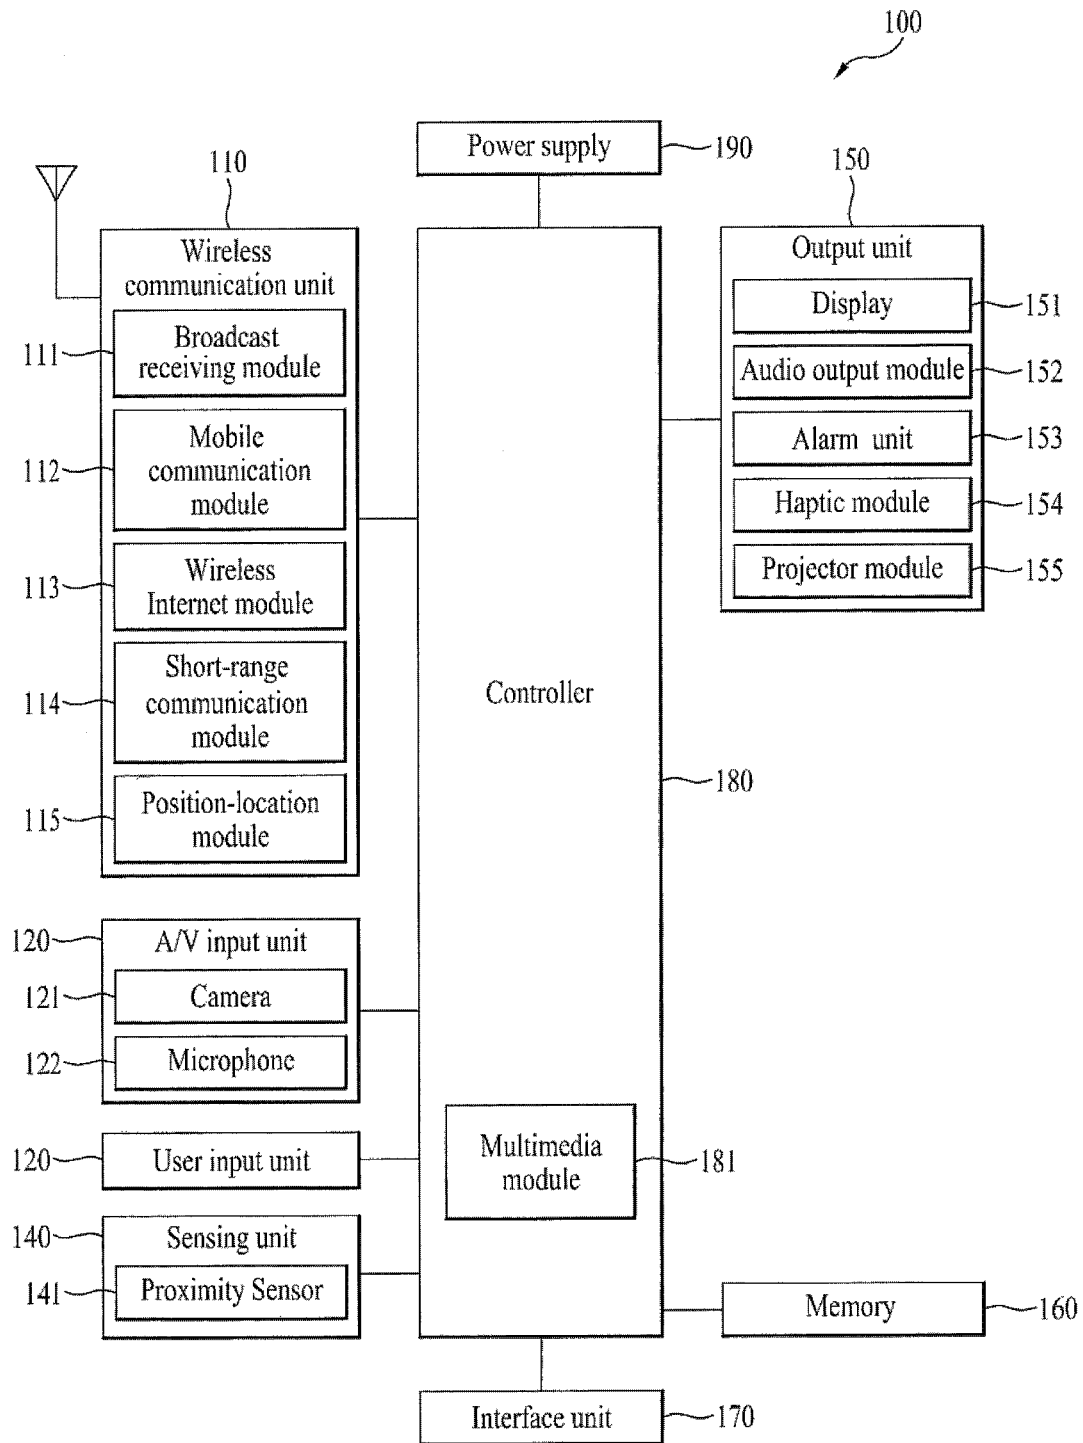 100
Power supply
190
110
Wireless
communication unit
111
Broadcast
receiving module
112
Mobile
communication
module
113
Wireless
Internet module
114
Short-range
communication
module
115
Position-location
module
120
A/V input unit
121
Camera
122
Microphone
120
User input unit
140
Sensing unit
141
Proximity Sensor
Controller
180
Multimedia
module
181
150
Output unit
Display
151
Audio output module
152
Alarm unit
153
Haptic module
154
Projector module
155
Memory
160
Interface unit
170